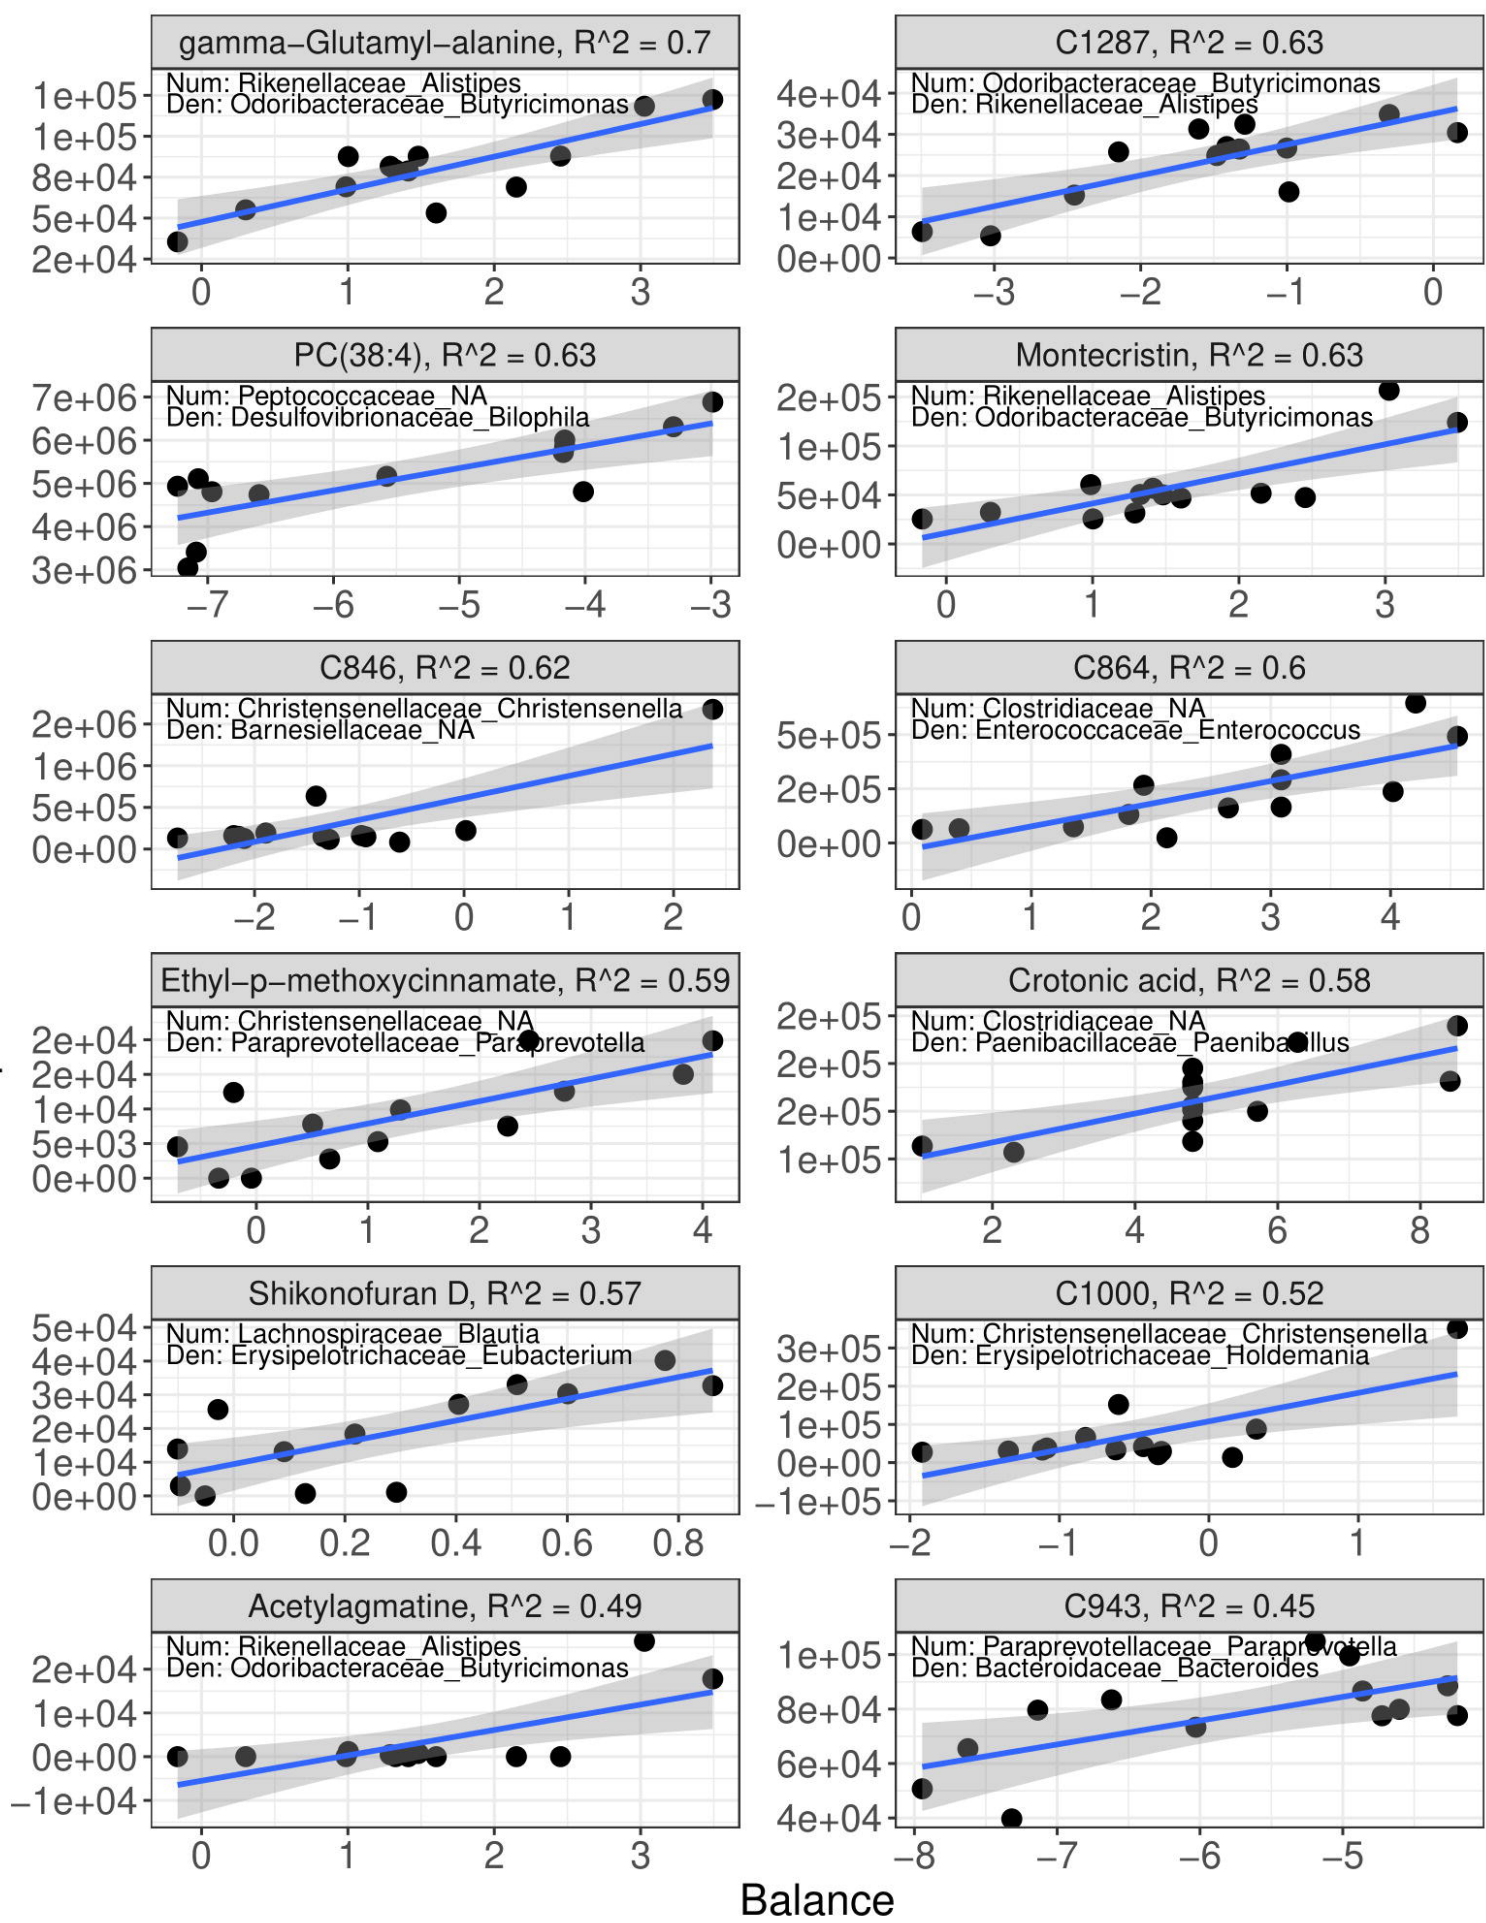 gamma−Glutamyl−alanine, R^2 = 0.7
Num: Rikenellaceae_Alistipes
Den: Odoribacteraceae_Butyricimonas
1e+05
1e+05
8e+04
5e+04
2e+04
0 1 2 3
C1287, R^2 = 0.63
Num: Odoribacteraceae_Butyricimonas
Den: Rikenellaceae_Alistipes
4e+04
3e+04
2e+04
1e+04
0e+00
−3 −2 −1 0
PC(38:4), R^2 = 0.63
Num: Peptococcaceae_NA
Den: Desulfovibrionaceae_Bilophila
7e+06
6e+06
5e+06
4e+06
3e+06
−7 −6 −5 −4 −3
Montecristin, R^2 = 0.63
Num: Rikenellaceae_Alistipes
Den: Odoribacteraceae_Butyricimonas
2e+05
1e+05
5e+04
0e+00
0 1 2 3
C846, R^2 = 0.62
Num: Christensenellaceae_Christensenella
Den: Barnesiellaceae_NA
2e+06
1e+06
5e+05
0e+00
−2 −1 0 1 2
C864, R^2 = 0.6
Num: Clostridiaceae_NA
Den: Enterococcaceae_Enterococcus
5e+05
2e+05
0e+00
0 1 2 3 4
Ethyl−p−methoxycinnamate, R^2 = 0.59
Num: Christensenellaceae_NA
Den: Paraprevotellaceae_Paraprevotella
2e+04
2e+04
1e+04
5e+03
0e+00
0 1 2 3 4
Crotonic acid, R^2 = 0.58
Num: Clostridiaceae_NA
Den: Paenibacillaceae_Paenibacillus
2e+05
2e+05
2e+05
1e+05
2 4 6 8
Shikonofuran D, R^2 = 0.57
Num: Lachnospiraceae_Blautia
Den: Erysipelotrichaceae_Eubacterium
5e+04
4e+04
3e+04
2e+04
1e+04
0e+00
0.0 0.2 0.4 0.6 0.8
C1000, R^2 = 0.52
Num: Christensenellaceae_Christensenella
Den: Erysipelotrichaceae_Holdemania
3e+05
2e+05
1e+05
0e+00
−1e+05
−2 −1 0 1
Acetylagmatine, R^2 = 0.49
Num: Rikenellaceae_Alistipes
Den: Odoribacteraceae_Butyricimonas
2e+04
1e+04
0e+00
−1e+04
0 1 2 3
C943, R^2 = 0.45
Num: Paraprevotellaceae_Paraprevotella
Den: Bacteroidaceae_Bacteroides
1e+05
8e+04
6e+04
4e+04
−8 −7 −6 −5
Balance